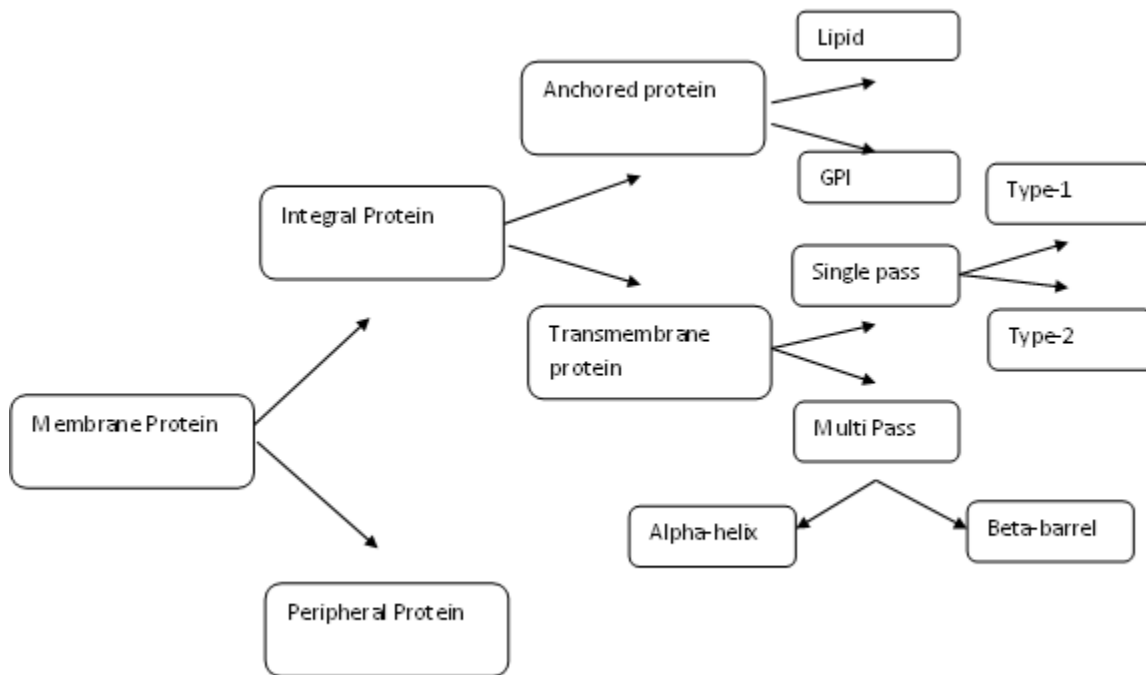 Lipid
Anchored protein
GPI
Type-1
Integral Protein
Single pass
Transmembrane
protein
Type-2
Membrane Protein
Multi Pass
Alpha-helix
Beta-barrel
Peripheral Protein